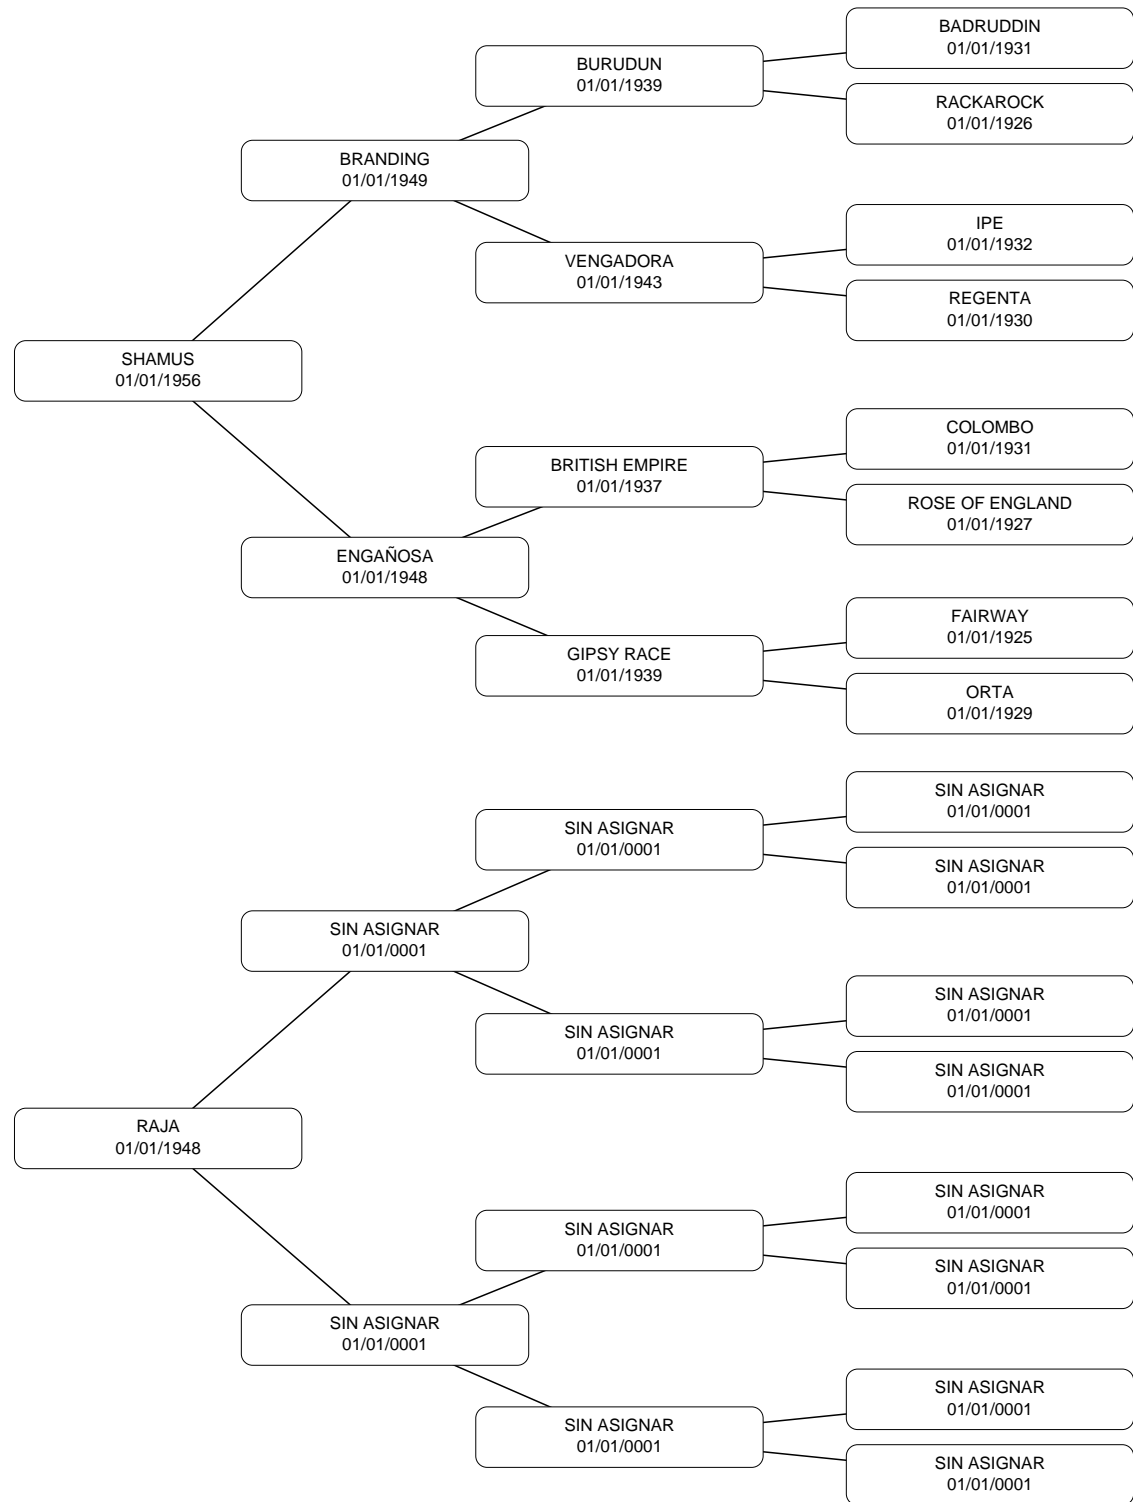 BADRUDDIN
01/01/1931
BURUDUN
01/01/1939
RACKAROCK
01/01/1926
BRANDING
01/01/1949
IPE
01/01/1932
VENGADORA
01/01/1943
REGENTA
01/01/1930
SHAMUS
01/01/1956
COLOMBO
01/01/1931
BRITISH EMPIRE
01/01/1937
ROSE OF ENGLAND
01/01/1927
ENGAÑOSA
01/01/1948
FAIRWAY
01/01/1925
GIPSY RACE
01/01/1939
ORTA
01/01/1929
SIN ASIGNAR
01/01/0001
SIN ASIGNAR
01/01/0001
SIN ASIGNAR
01/01/0001
SIN ASIGNAR
01/01/0001
SIN ASIGNAR
01/01/0001
SIN ASIGNAR
01/01/0001
SIN ASIGNAR
01/01/0001
RAJA
01/01/1948
SIN ASIGNAR
01/01/0001
SIN ASIGNAR
01/01/0001
SIN ASIGNAR
01/01/0001
SIN ASIGNAR
01/01/0001
SIN ASIGNAR
01/01/0001
SIN ASIGNAR
01/01/0001
SIN ASIGNAR
01/01/0001